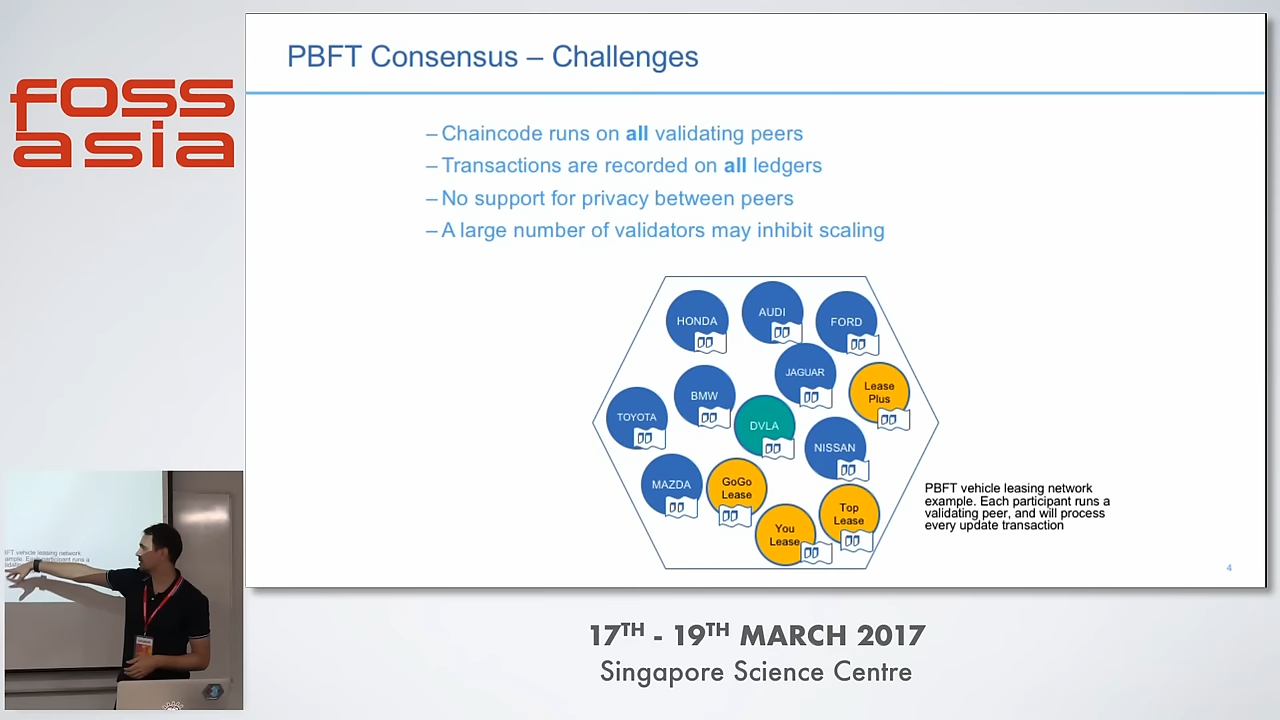 foss
asia
PBFT Consensus – Challenges
– Chaincode runs on all validating peers
– Transactions are recorded on all ledgers
– No support for privacy between peers
– A large number of validators may inhibit scaling
HONDA
AUDI
FORD
JAGUAR
Lease
Plus
BMW
TOYOTA
DVLA
NISSAN
MAZDA
GoGo
Lease
Top
Lease
You
Lease
PBFT vehicle leasing network
example. Each participant runs a
validating peer, and will process
every update transaction
4
17TH - 19TH MARCH 2017
Singapore Science Centre